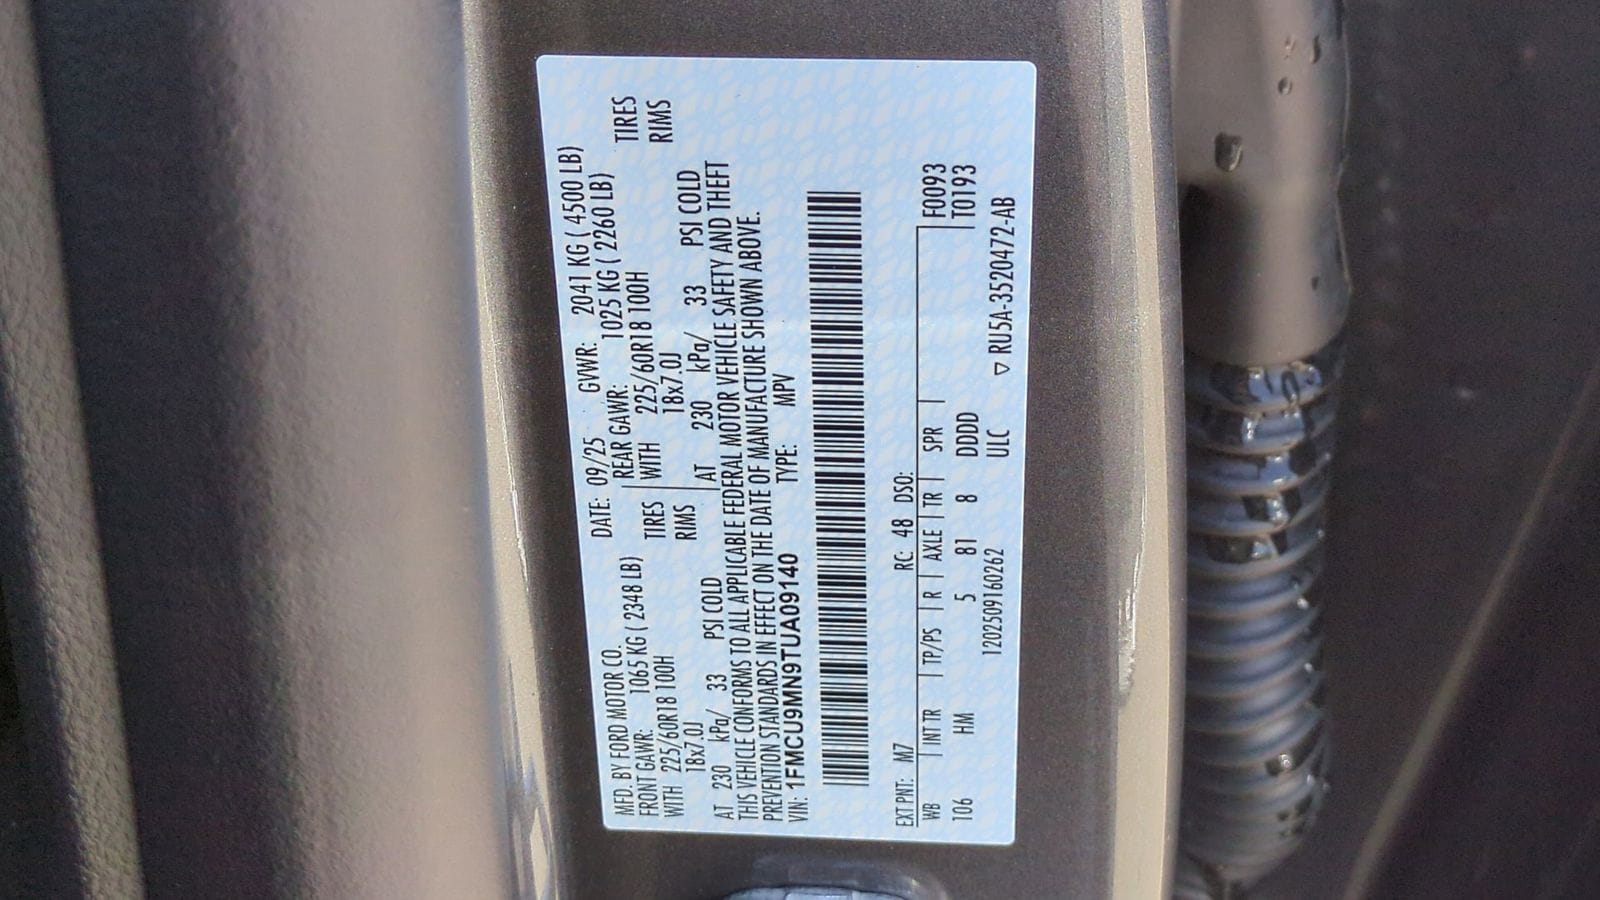 MFD. BY FORD MOTOR CO. DATE: 09/25 GVWR: 2041 KG ( 4500 LB)
FRONT GAWR: 1065 KG ( 2348 LB) REAR GAWR: 1025 KG ( 2260 LB)
WITH 225/60R18 100H TIRES WITH 225/60R18 100H TIRES
18x7.0J RIMS 18x7.0J RIMS
AT 230 kPa/ 33 PSI COLD AT 230 kPa/ 33 PSI COLD
THIS VEHICLE CONFORMS TO ALL APPLICABLE FEDERAL MOTOR VEHICLE SAFETY AND THEFT
PREVENTION STANDARDS IN EFFECT ON THE DATE OF MANUFACTURE SHOWN ABOVE.
VIN: 1FMCU9MN9TUA09140 TYPE: MPV
EXT PNT: M7 RC: 48 DSO: F0093
WB INT TR TP/PS R AXLE TR SPR T0193
106 HM 5 81 8 DDDD
120250916026​2 ULC ▽ RU5A-3520472-AB